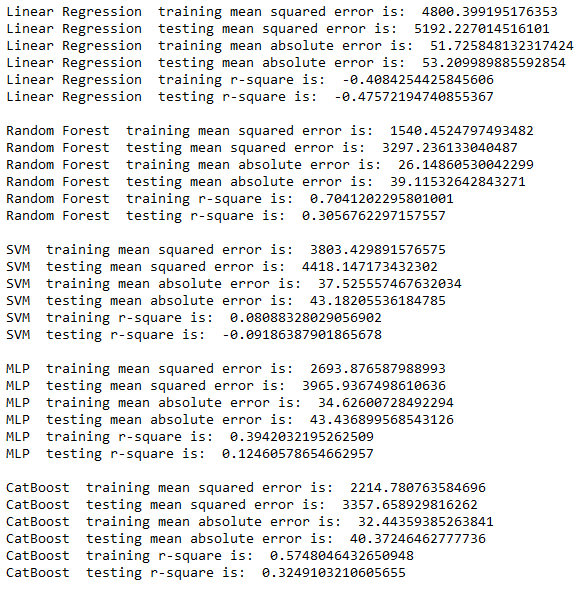 Linear Regression  training mean squared error is:  4800.399195176353
Linear Regression  testing mean squared error is:  5192.227014516101
Linear Regression  training mean absolute error is:  51.725848132317424
Linear Regression  testing mean absolute error is:  53.209989885592854
Linear Regression  training r-square is:  -0.4084254425845606
Linear Regression  testing r-square is:  -0.47572194740855367
Random Forest  training mean squared error is:  1540.4524797493482
Random Forest  testing mean squared error is:  3297.236133040487
Random Forest  training mean absolute error is:  26.14860530042299
Random Forest  testing mean absolute error is:  39.11532642843271
Random Forest  training r-square is:  0.7041202295801001
Random Forest  testing r-square is:  0.3056762297157557
SVM  training mean squared error is:  3803.429891576575
SVM  testing mean squared error is:  4418.147173432302
SVM  training mean absolute error is:  37.525557467632034
SVM  testing mean absolute error is:  43.18205536184785
SVM  training r-square is:  0.08088328029056902
SVM  testing r-square is:  -0.09186387901865678
MLP  training mean squared error is:  2693.876587988993
MLP  testing mean squared error is:  3965.9367498610636
MLP  training mean absolute error is:  34.62600728492294
MLP  testing mean absolute error is:  43.436899568543126
MLP  training r-square is:  0.3942032195262509
MLP  testing r-square is:  0.12460578654662957
CatBoost  training mean squared error is:  2214.780763584696
CatBoost  testing mean squared error is:  3357.658929816262
CatBoost  training mean absolute error is:  32.44359385263841
CatBoost  testing mean absolute error is:  40.37246462777736
CatBoost  training r-square is:  0.5748046432650948
CatBoost  testing r-square is:  0.3249103210605655